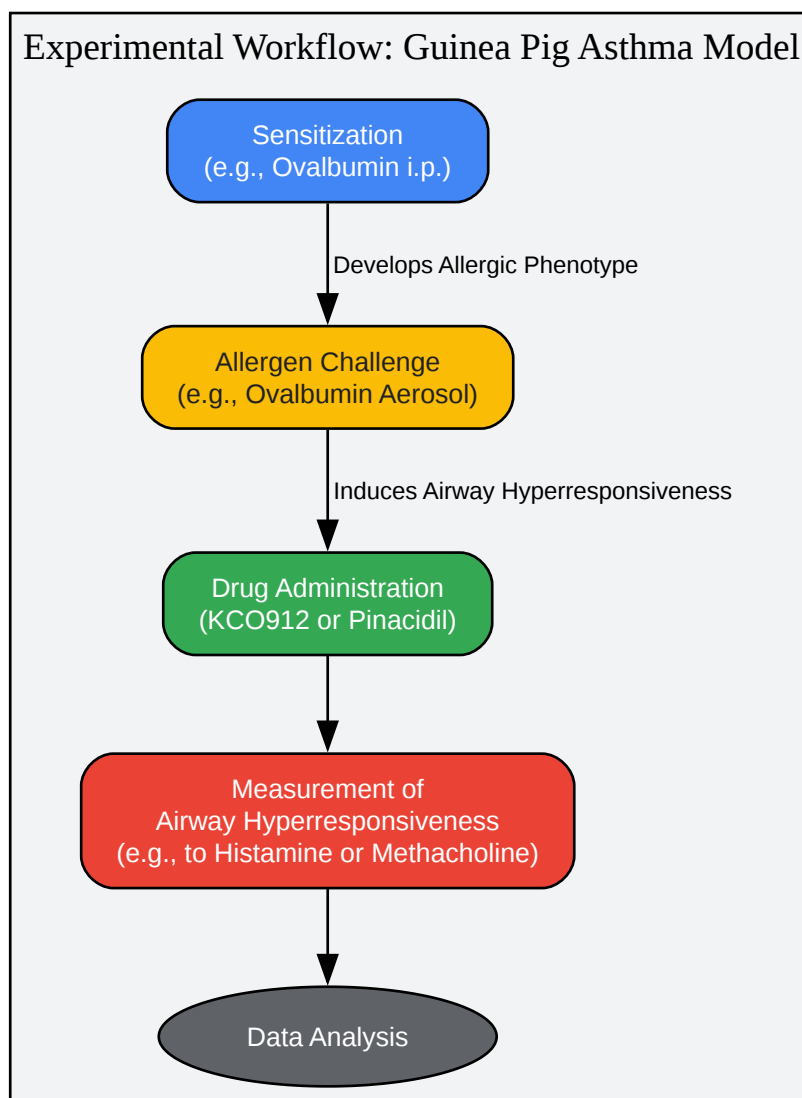 Experimental Workflow: Guinea Pig Asthma Model
Sensitization
(e.g., Ovalbumin i.p.)
Develops Allergic Phenotype
Allergen Challenge
(e.g., Ovalbumin Aerosol)
Induces Airway Hyperresponsiveness
Drug Administration
(KCO912 or Pinacidil)
Measurement of
Airway Hyperresponsiveness
(e.g., to Histamine or Methacholine)
Data Analysis